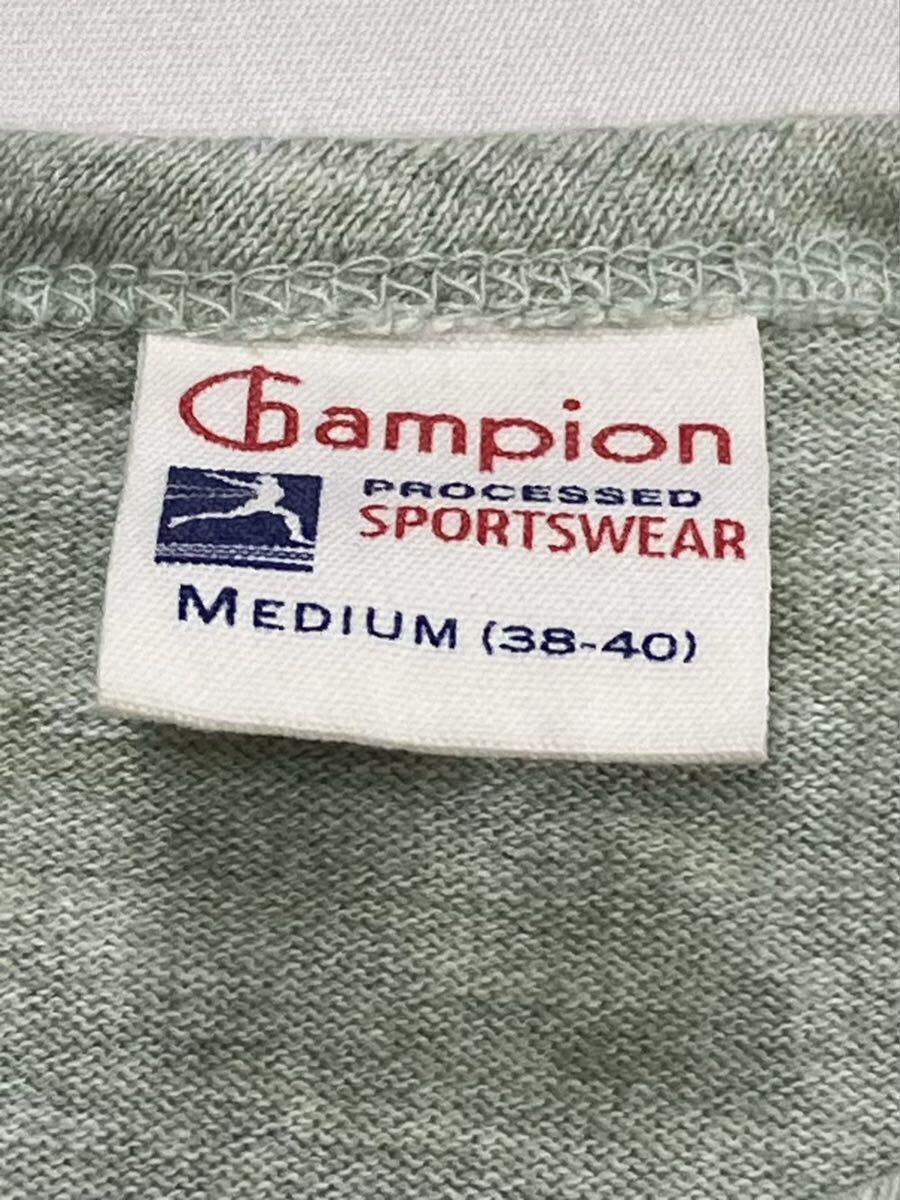 Champion
PROCESSED
SPORTSWEAR
MEDIUM (38-40)